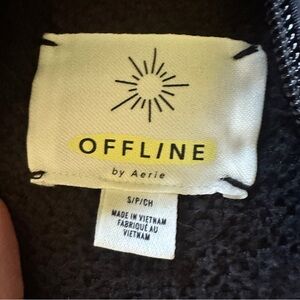 OFFLINE
by Aerie
S/P/CH
MADE IN VIETNAM
FABRIQUÉ AU
VIETNAM